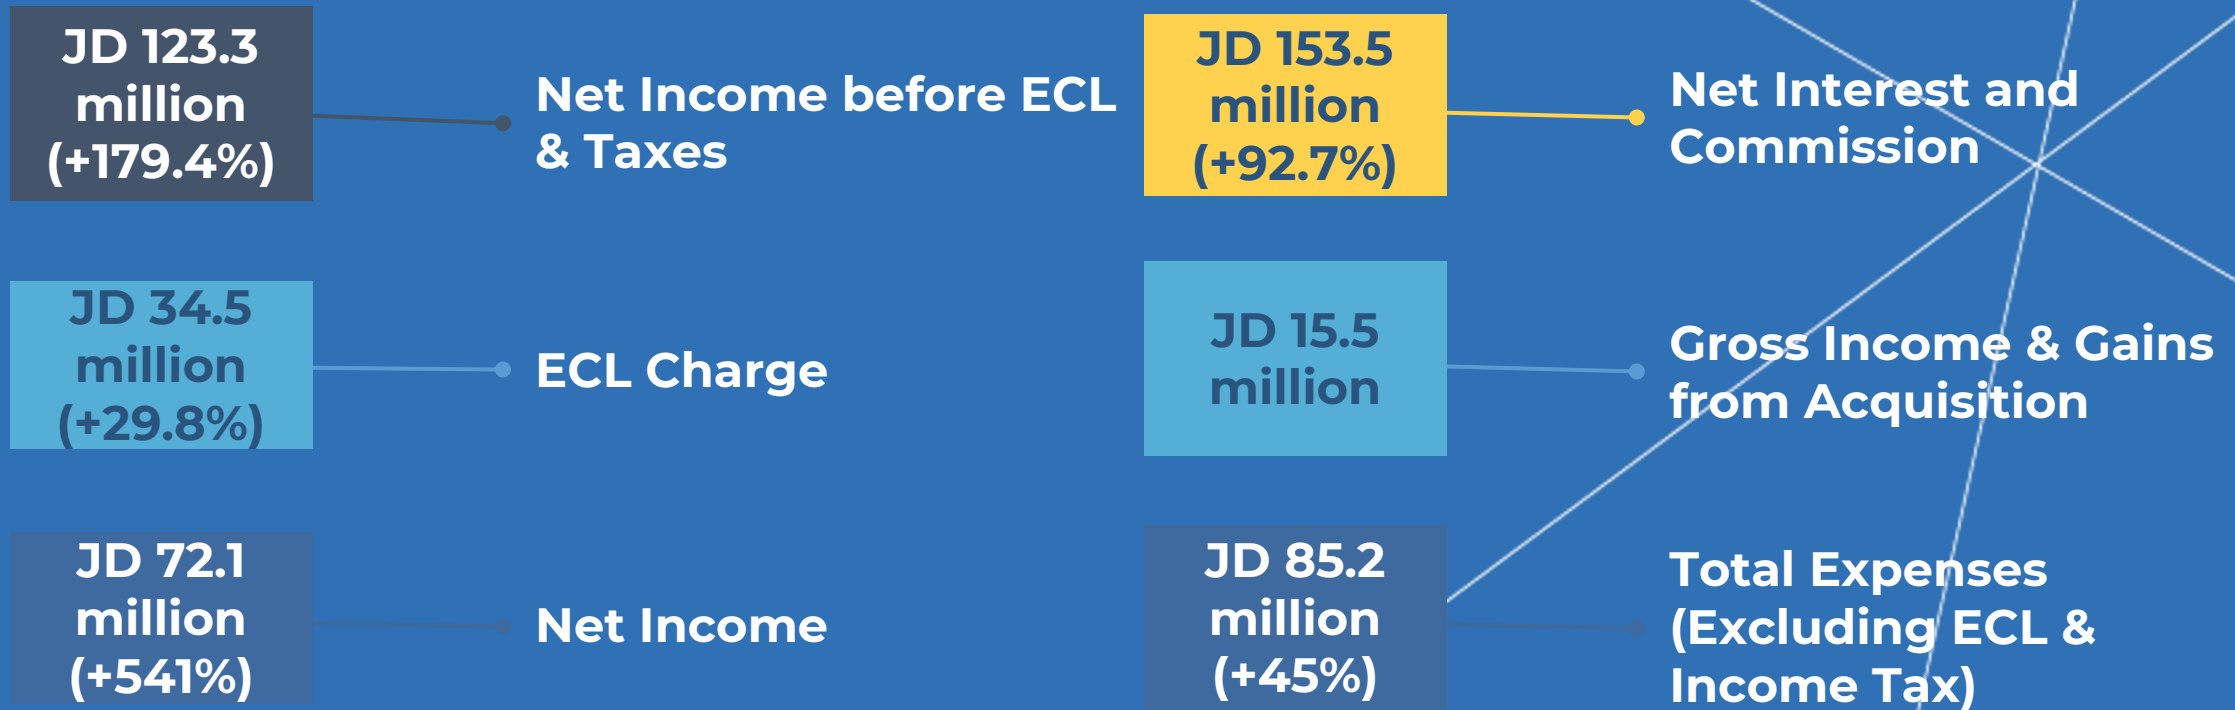 JD 123.3
million
(+179.4%)
Net Income before ECL
& Taxes
JD 153.5
million
(+92.7%)
Net Interest and
Commission
JD 34.5
million
(+29.8%)
ECL Charge
JD 15.5
million
Gross Income & Gains
from Acquisition
JD 72.1
million
(+541%)
Net Income
JD 85.2
million
(+45%)
Total Expenses
(Excluding ECL &
Income Tax)